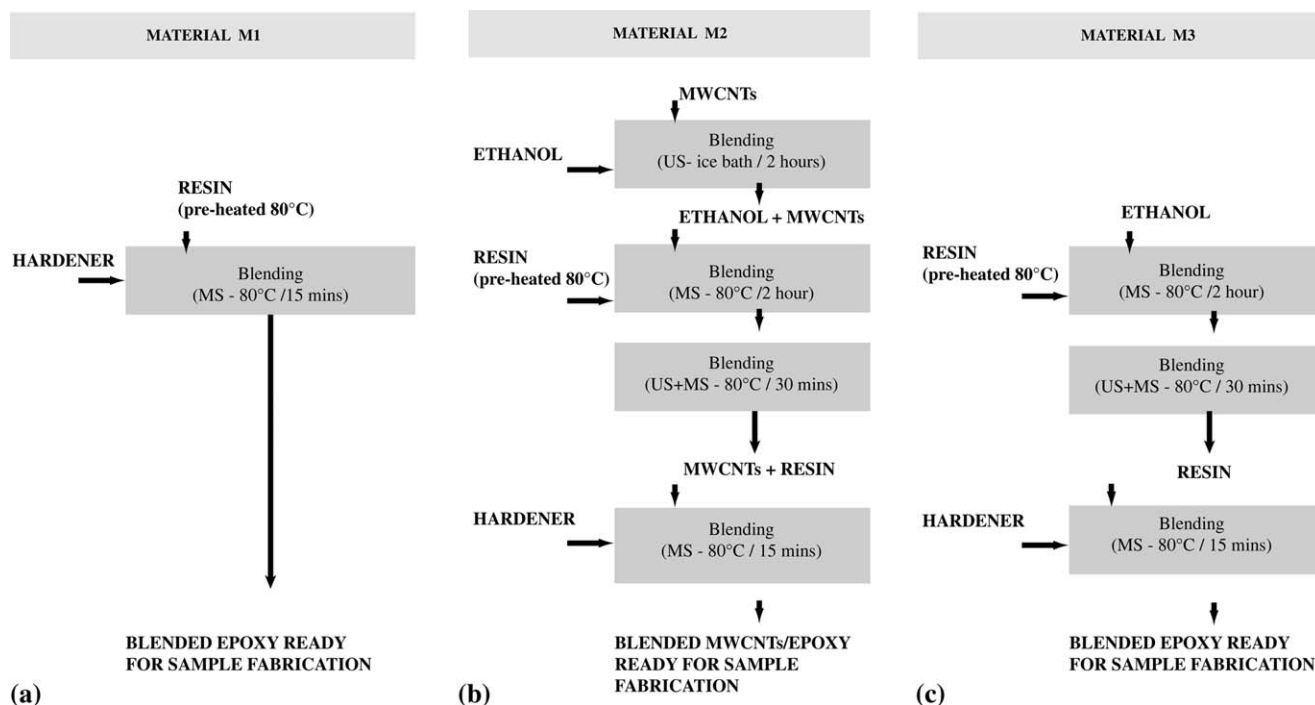 MATERIAL M1
RESIN
(pre-heated 80°C)
HARDENER
Blending
(MS - 80°C /15 mins)
BLENDED EPOXY READY
FOR SAMPLE FABRICATION
(a)
MATERIAL M2
MWCNTs
ETHANOL
Blending
(US- ice bath / 2 hours)
ETHANOL + MWCNTs
RESIN
(pre-heated 80°C)
Blending
(MS - 80°C /2 hour)
Blending
(US+MS - 80°C / 30 mins)
MWCNTs + RESIN
HARDENER
Blending
(MS - 80°C / 15 mins)
BLENDED MWCNTs/EPOXY
READY FOR SAMPLE
FABRICATION
(b)
MATERIAL M3
ETHANOL
RESIN
(pre-heated 80°C)
Blending
(MS - 80°C /2 hour)
Blending
(US+MS - 80°C / 30 mins)
RESIN
HARDENER
Blending
(MS - 80°C / 15 mins)
BLENDED EPOXY READY
FOR SAMPLE FABRICATION
(c)